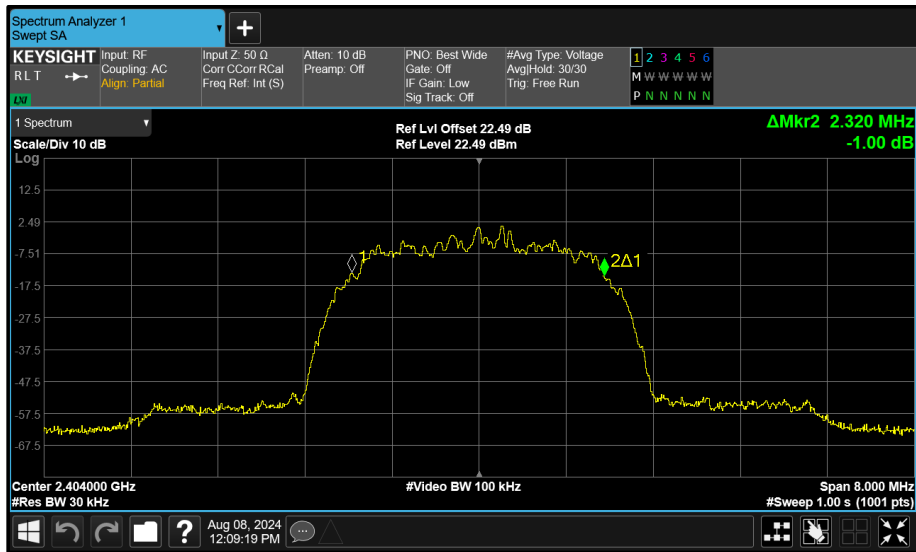 Spectrum Analyzer 1
Swept SA
KEYSIGHT
R L T
LXI
Input: RF
Coupling: AC
Align: Partial
Input Z: 50 Ω
Corr CCorr RCal
Freq Ref: Int (S)
Atten: 10 dB
Preamp: Off
PNO: Best Wide
Gate: Off
IF Gain: Low
Sig Track: Off
#Avg Type: Voltage
Avg|Hold: 30/30
Trig: Free Run
1 2 3 4 5 6
M W W W W W
P N N N N N
1 Spectrum
Scale/Div 10 dB
Ref Lvl Offset 22.49 dB
Ref Level 22.49 dBm
ΔMkr2 2.320 MHz
-1.00 dB
Log
12.5
2.49
-7.51
-17.5
-27.5
-37.5
-47.5
-57.5
-67.5
1
2Δ1
Center 2.404000 GHz
#Video BW 100 kHz
Span 8.000 MHz
#Res BW 30 kHz
#Sweep 1.00 s (1001 pts)
?
Aug 08, 2024
12:09:19 PM